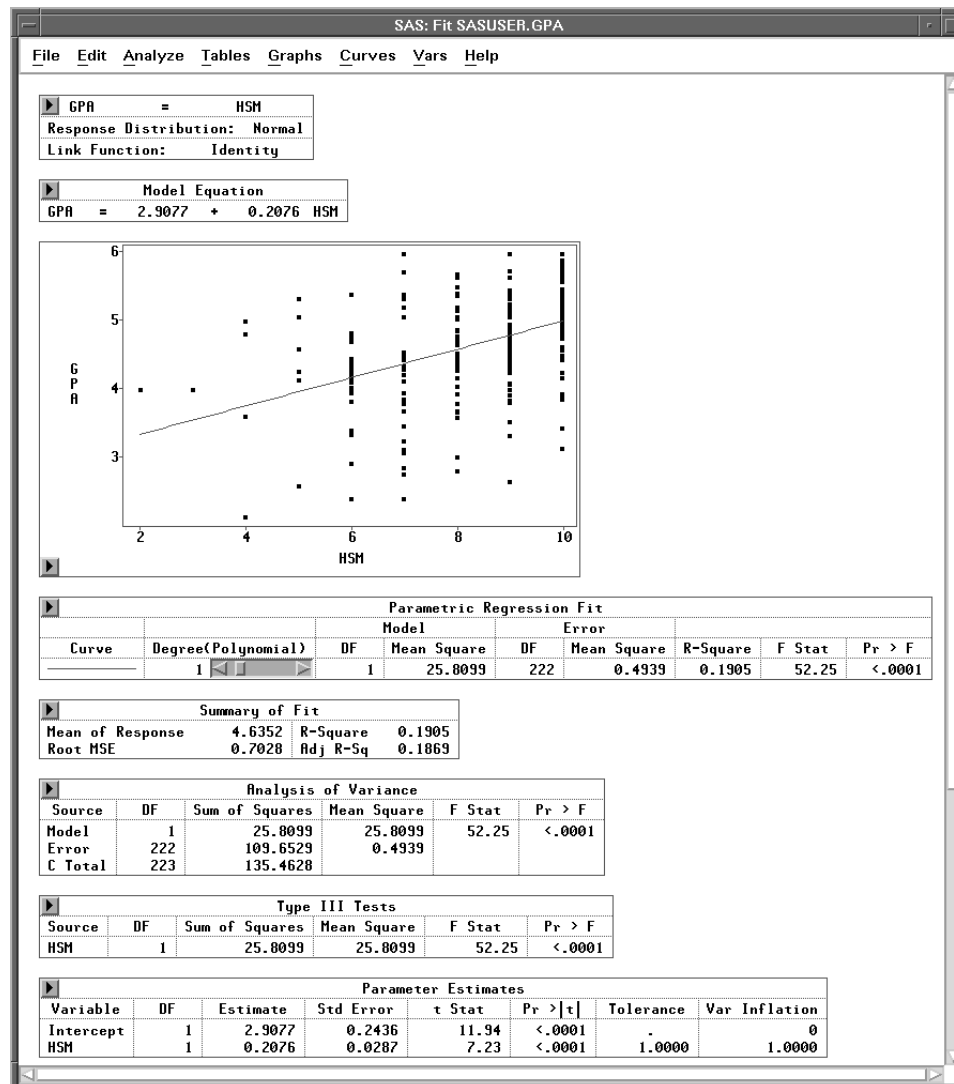 SAS: Fit SASUSER.GPA
File Edit Analyze Tables Graphs Curves Vars Help
GPA = HSM
Response Distribution: Normal
Link Function: Identity
Model Equation
GPA = 2.9077 + 0.2076 HSM
6
5
4
3
G
P
A
2 4 6 8 10
HSM
Parametric Regression Fit
Model Error
Curve Degree(Polynomial) DF Mean Square DF Mean Square R-Square F Stat Pr > F
1 1 25.8099 222 0.4939 0.1905 52.25 <.0001
Summary of Fit
Mean of Response 4.6352 R-Square 0.1905
Root MSE 0.7028 Adj R-Sq 0.1869
Analysis of Variance
Source DF Sum of Squares Mean Square F Stat Pr > F
Model 1 25.8099 25.8099 52.25 <.0001
Error 222 109.6529 0.4939
C Total 223 135.4628
Type III Tests
Source DF Sum of Squares Mean Square F Stat Pr > F
HSM 1 25.8099 25.8099 52.25 <.0001
Parameter Estimates
Variable DF Estimate Std Error t Stat Pr >|t| Tolerance Var Inflation
Intercept 1 2.9077 0.2436 11.94 <.0001 . 0
HSM 1 0.2076 0.0287 7.23 <.0001 1.0000 1.0000